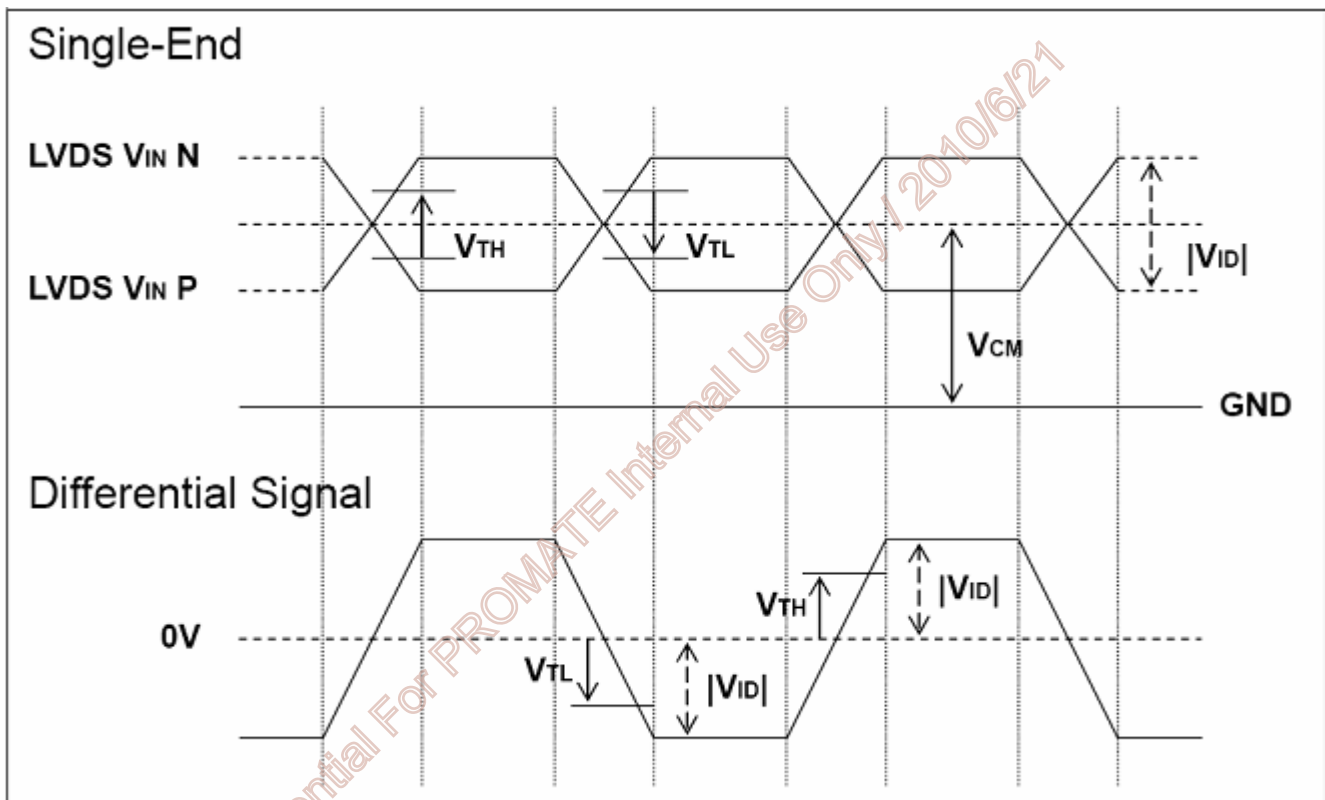 Single-End
LVDS VIN N
VTH
VTL
|VID|
LVDS VIN P
VCM
GND
Differential Signal
VTH
|VID|
0V
VTL
|VID|
ential For PROMATE Internal Use Only / 2010/6/21